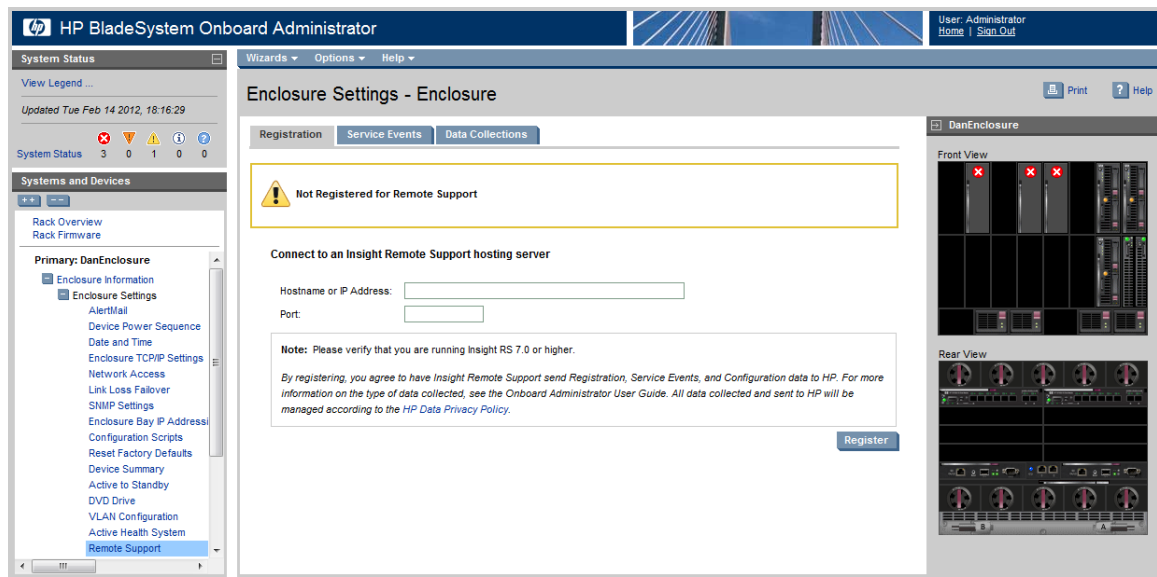 hp HP BladeSystem Onboard Administrator
User: Administrator
Home | Sign Out
System Status
View Legend ...
Updated Tue Feb 14 2012, 18:16:29
System Status 3 0 1 0 0
Systems and Devices
Rack Overview
Rack Firmware
Primary: DanEnclosure
Enclosure Information
Enclosure Settings
AlertMail
Device Power Sequence
Date and Time
Enclosure TCP/IP Settings
Network Access
Link Loss Failover
SNMP Settings
Enclosure Bay IP Addressi
Configuration Scripts
Reset Factory Defaults
Device Summary
Active to Standby
DVD Drive
VLAN Configuration
Active Health System
Remote Support
Wizards Options Help
Enclosure Settings - Enclosure
Print Help
Registration Service Events Data Collections
Not Registered for Remote Support
Connect to an Insight Remote Support hosting server
Hostname or IP Address:
Port:
Note: Please verify that you are running Insight RS 7.0 or higher.
By registering, you agree to have Insight Remote Support send Registration, Service Events, and Configuration data to HP. For more
information on the type of data collected, see the Onboard Administrator User Guide. All data collected and sent to HP will be
managed according to the HP Data Privacy Policy.
Register
DanEnclosure
Front View
Rear View
B A